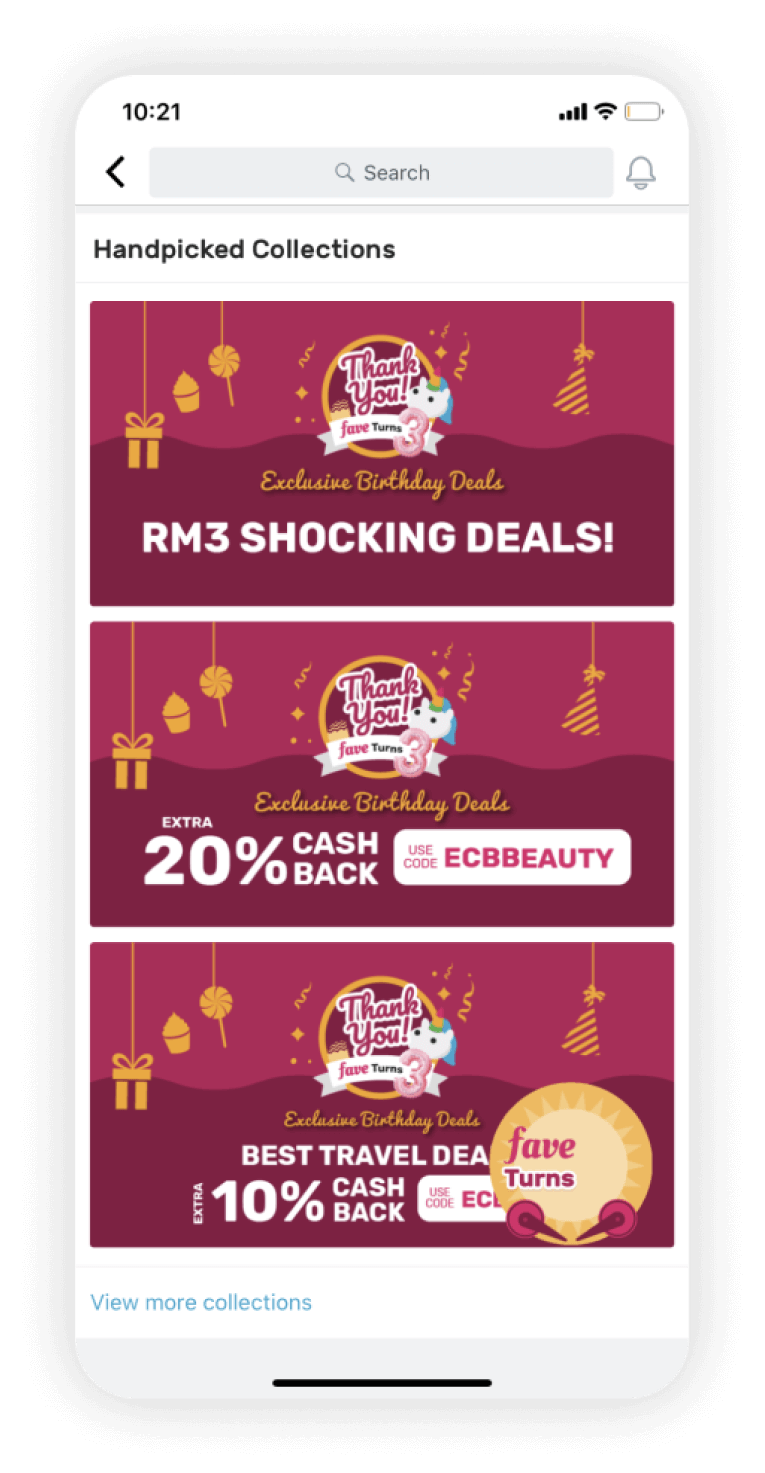 10:21
Search
Handpicked Collections
Thank
You!
fave Turns 3
Exclusive Birthday Deals
RM3 SHOCKING DEALS!
Thank
You!
fave Turns 3
Exclusive Birthday Deals
EXTRA
20% CASH BACK
USE CODE ECBBEAUTY
Thank
You!
fave Turns 3
Exclusive Birthday Deals
BEST TRAVEL
EXTRA 10% CASH BACK
USE CODE
fave
Turns
View more collections